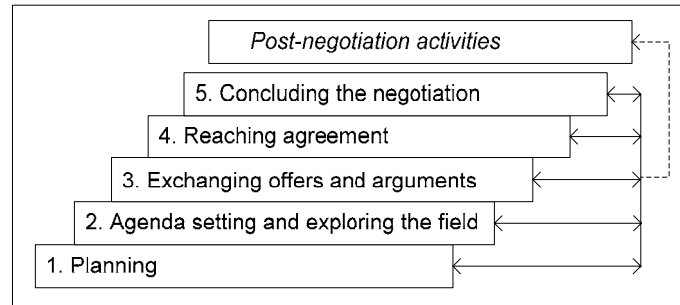 Post-negotiation activities
5. Concluding the negotiation
4. Reaching agreement
3. Exchanging offers and arguments
2. Agenda setting and exploring the field
1. Planning